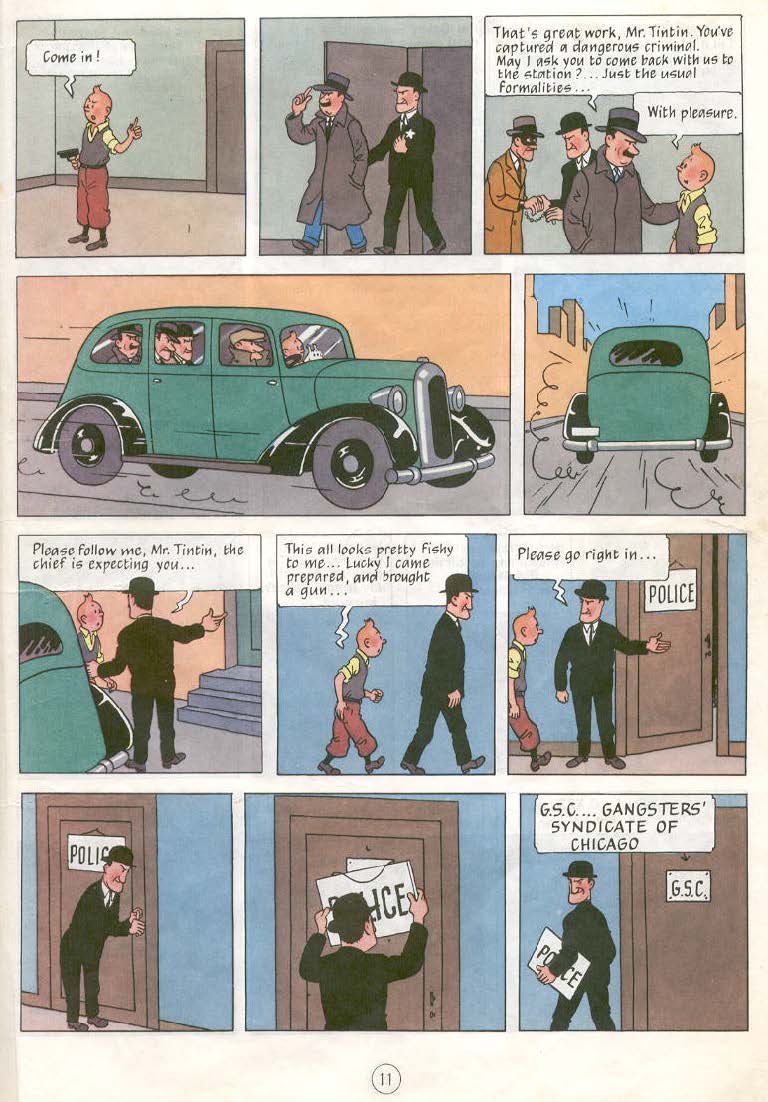 Come in!
That's great work, Mr. Tintin. You've
captured a dangerous criminal.
May I ask you to come back with us to
the station?... Just the usual
formalities...
With pleasure.
Please follow me, Mr. Tintin, the
chief is expecting you...
This all looks pretty fishy
to me... Lucky I came
prepared, and brought
a gun...
Please go right in...
POLICE
POLIC
POLICE
G.S.C.... GANGSTERS'
SYNDICATE OF
CHICAGO
G.S.C.
POLICE
11